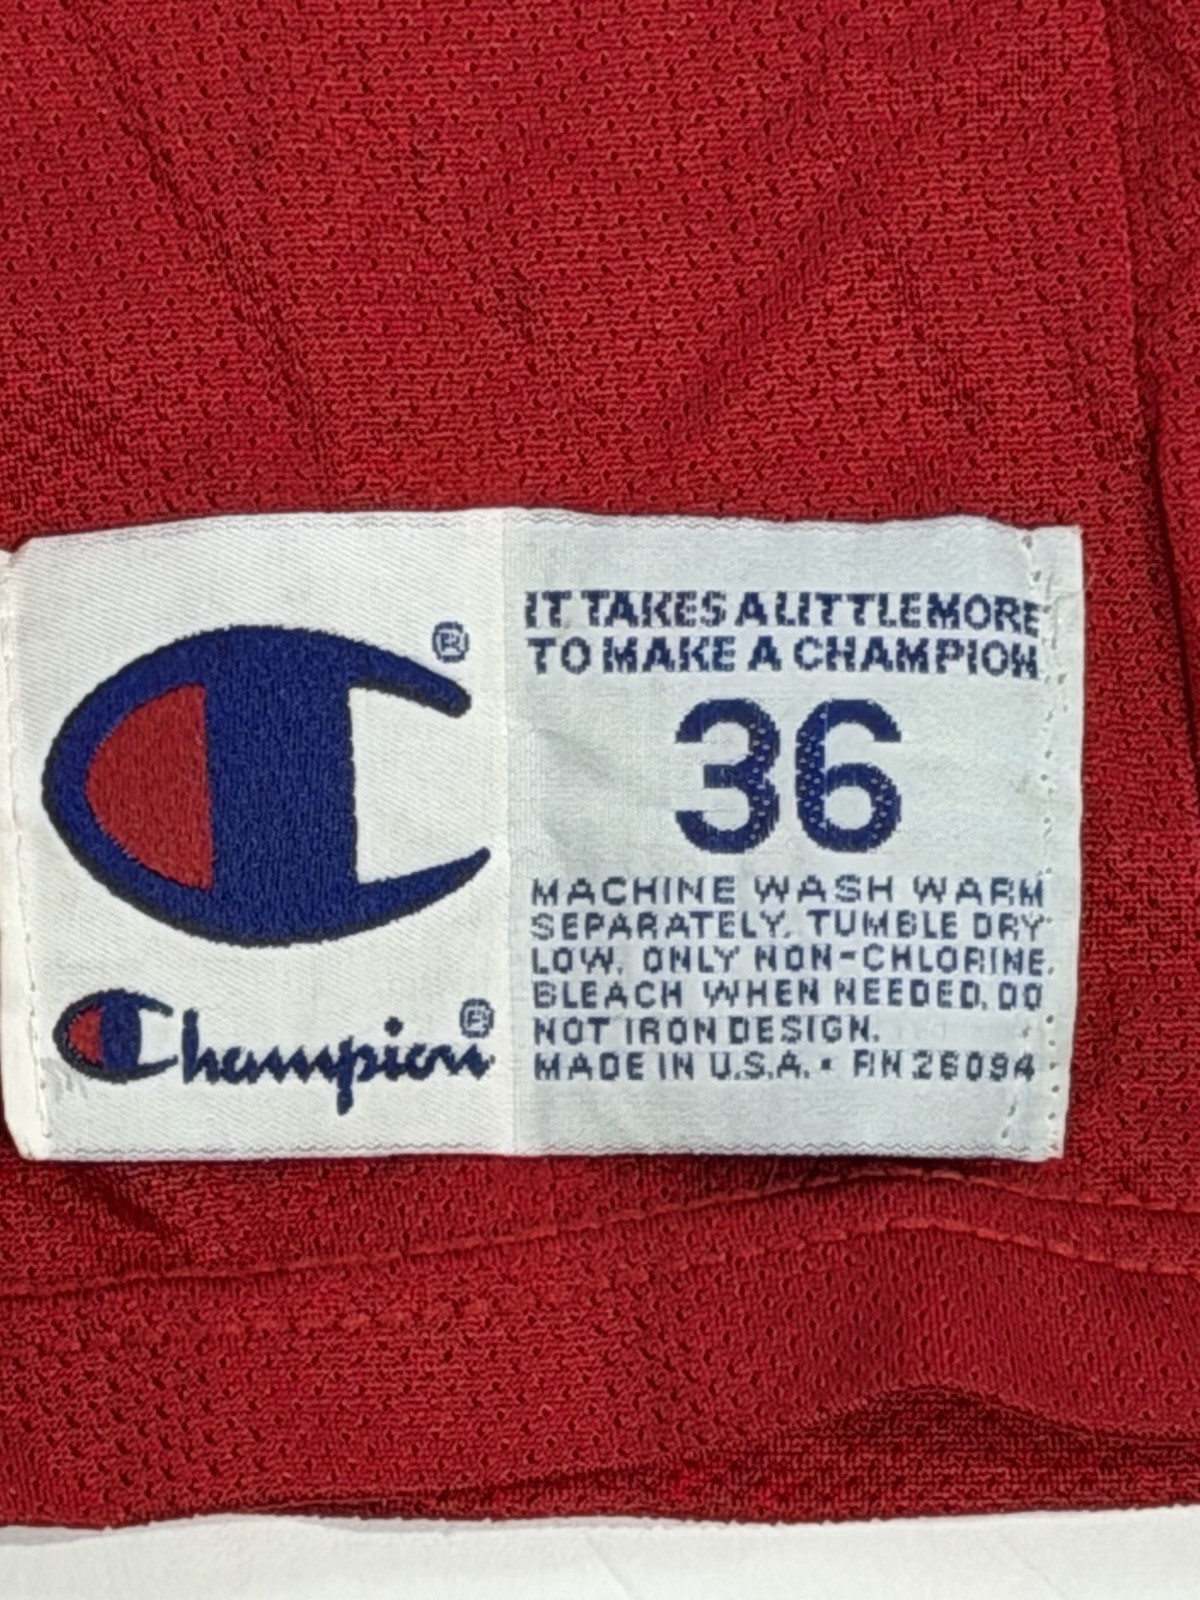 ®
Champion®
IT TAKES A LITTLE MORE
TO MAKE A CHAMPION
36
MACHINE WASH WARM
SEPARATELY. TUMBLE DRY
LOW. ONLY NON-CHLORINE.
BLEACH WHEN NEEDED. DO
NOT IRON DESIGN.
MADE IN U.S.A. • RN 26094